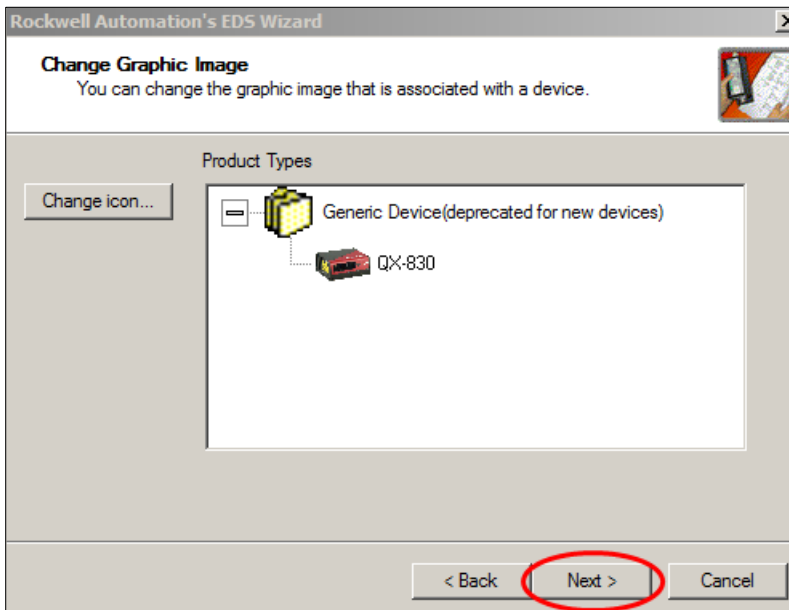 Rockwell Automation's EDS Wizard
Change Graphic Image
You can change the graphic image that is associated with a device.
Product Types
Change icon...
Generic Device(deprecated for new devices)
QX-830
< Back
Next >
Cancel